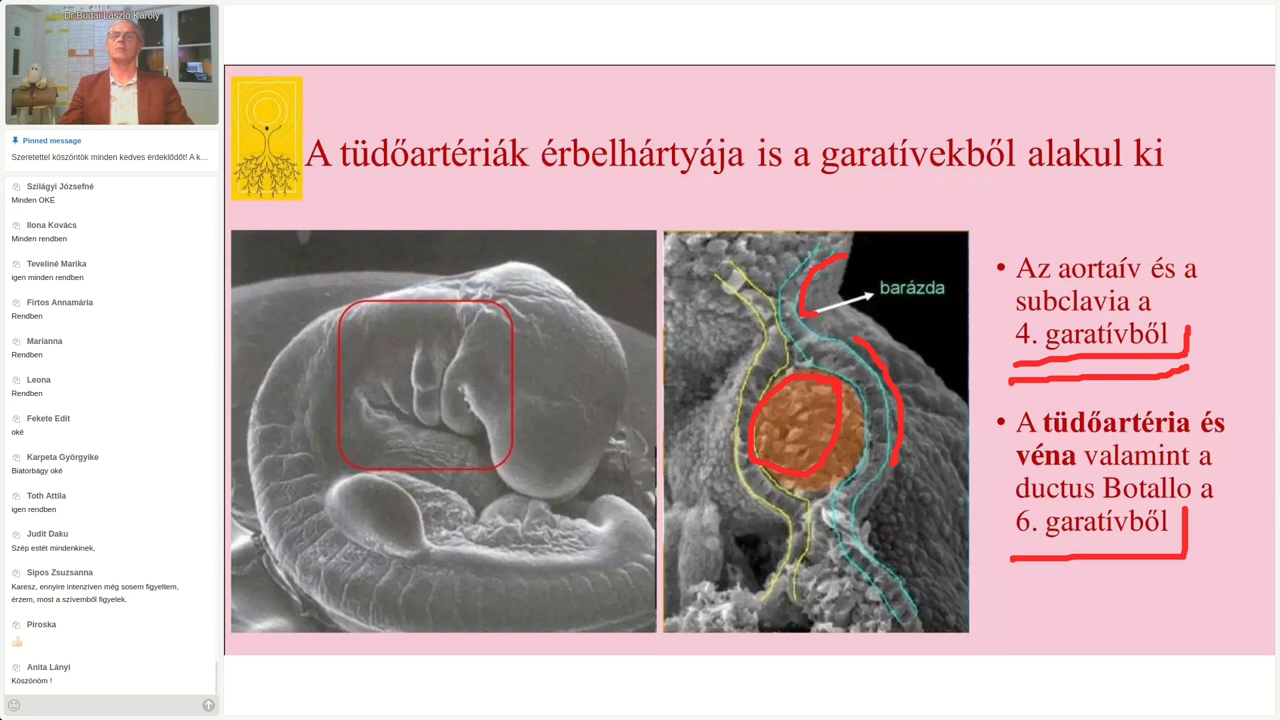 Dr Budai László Károly
Pinned message
Szeretettel köszöntök minden kedves érdeklődőt! A k…
Szilágyi Józsefné
Minden OKÉ
Ilona Kovács
Minden rendben
Teveliné Marika
igen minden rendben
Firtos Annamária
Rendben
Marianna
Rendben
Leona
Rendben
Fekete Edit
oké
Karpeta Györgyike
Biatorbágy oké
Toth Attila
igen rendben
Judit Daku
Szép estét mindenkinek,
Sipos Zsuzsanna
Karesz, ennyire intenzíven még sosem figyeltem,
érzem, most a szívemből figyelek.
Piroska
Anita Lányi
Köszönöm !
A tüdőartériák érbelhártyája is a garatívekből alakul ki
barázda
• Az aortaív és a
subclavia a
4. garatívből
• A tüdőartéria és
véna valamint a
ductus Botallo a
6. garatívből